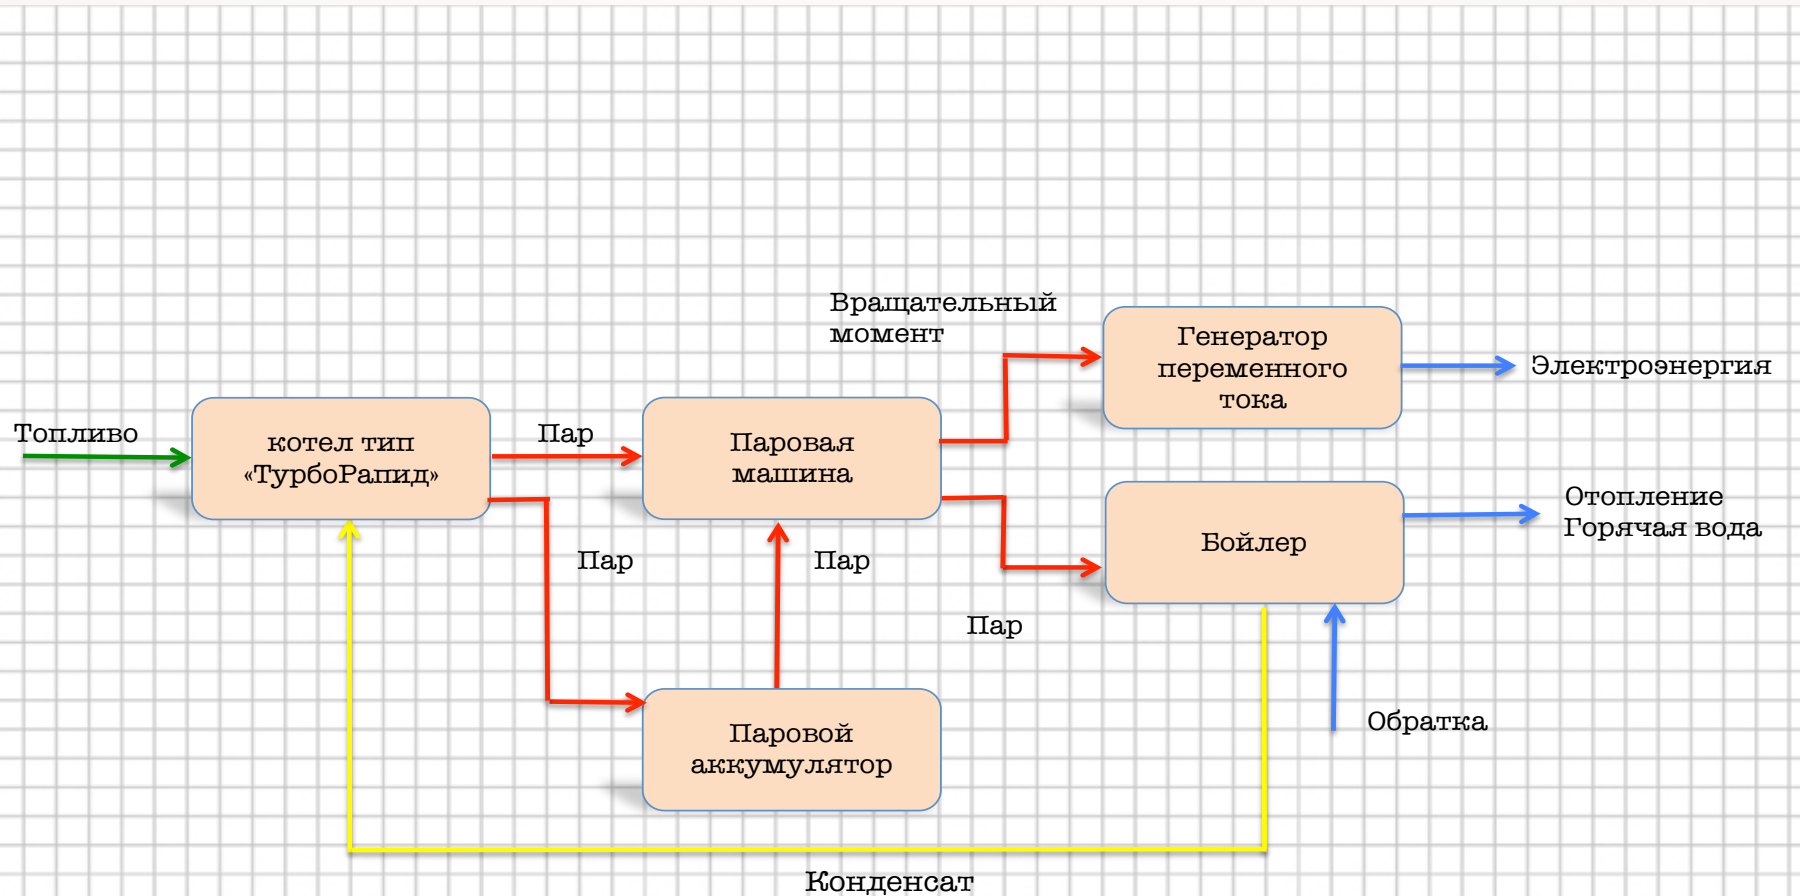 Вращательный
момент
Генератор
переменного
тока
Электроэнергия
Топливо
котел тип
«ТурбоРапид»
Пар
Паровая
машина
Отопление
Горячая вода
Бойлер
Пар
Пар
Пар
Обратка
Паровой
аккумулятор
Конденсат